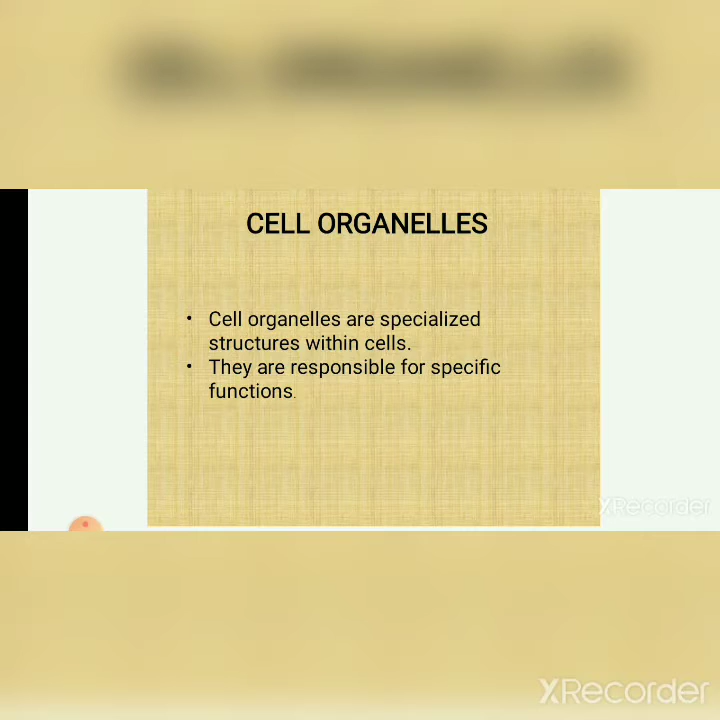 CELL ORGANELLES
• Cell organelles are specialized
structures within cells.
• They are responsible for specific
functions.
XRecorder
XRecorder